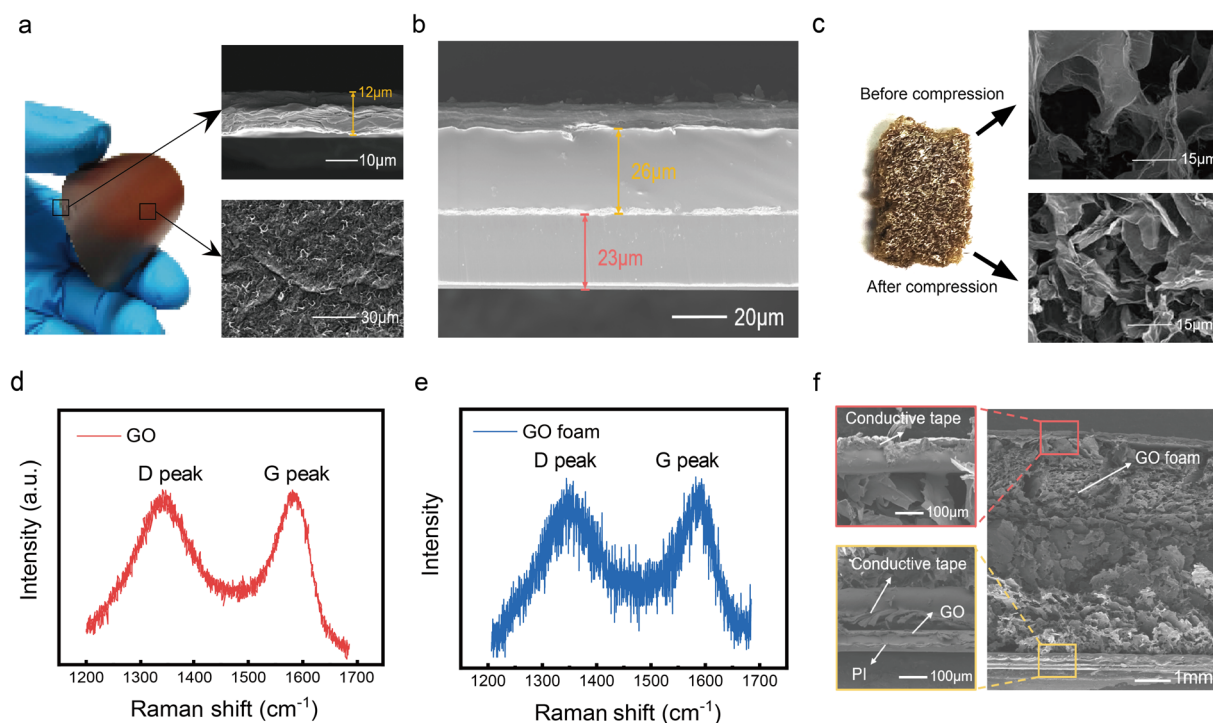 a
12μm
10μm
30μm
b
26μm
23μm
20μm
c
Before compression
After compression
15μm
15μm
d
GO
D peak
G peak
Intensity (a.u.)
1200 1300 1400 1500 1600 1700
Raman shift (cm⁻¹)
e
GO foam
D peak
G peak
Intensity
1200 1300 1400 1500 1600 1700
Raman shift (cm⁻¹)
f
Conductive tape
100μm
GO foam
Conductive tape
GO
PI
100μm
1mm